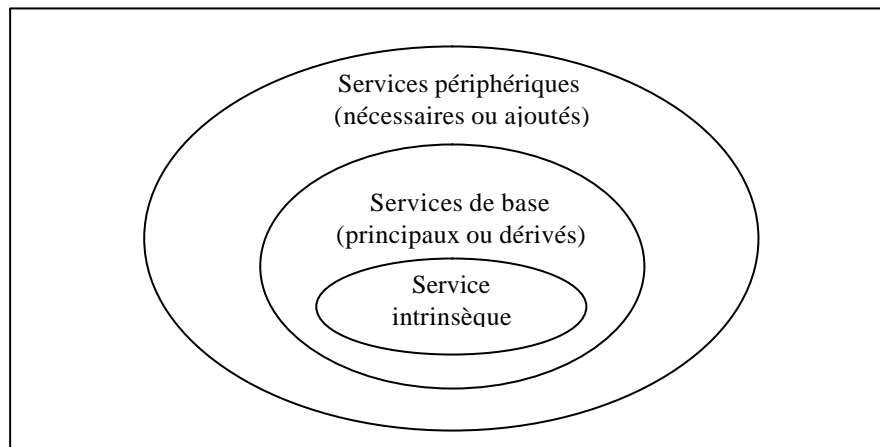 Services périphériques
(nécessaires ou ajoutés)
Services de base
(principaux ou dérivés)
Service
intrinsèque